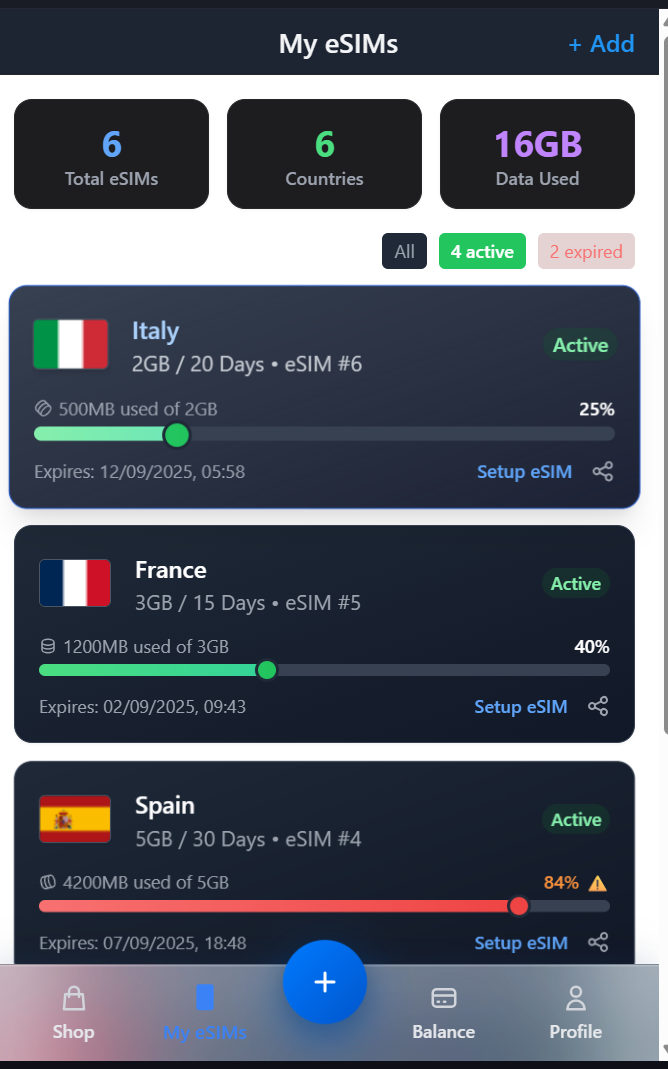 My eSIMs
+ Add
6
Total eSIMs
6
Countries
16GB
Data Used
All
4 active
2 expired
Italy
2GB / 20 Days • eSIM #6
Active
500MB used of 2GB
25%
Expires: 12/09/2025, 05:58
Setup eSIM
France
3GB / 15 Days • eSIM #5
Active
1200MB used of 3GB
40%
Expires: 02/09/2025, 09:43
Setup eSIM
Spain
5GB / 30 Days • eSIM #4
Active
4200MB used of 5GB
84%
Expires: 07/09/2025, 18:48
Setup eSIM
Shop
My eSIMs
Balance
Profile